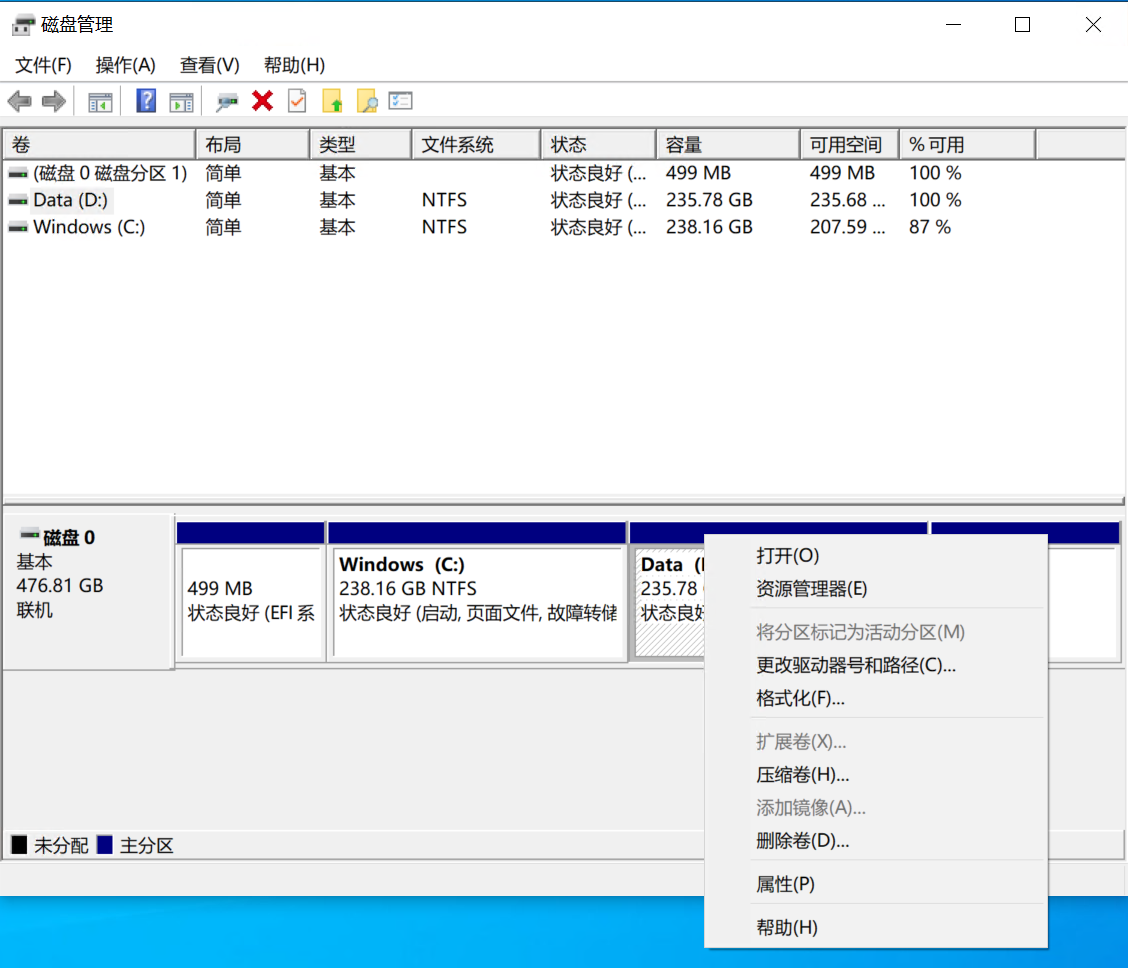 磁盘管理
文件(F) 操作(A) 查看(V) 帮助(H)
卷 布局 类型 文件系统 状态 容量 可用空间 % 可用
(磁盘 0 磁盘分区 1) 简单 基本 状态良好 (... 499 MB 499 MB 100 %
Data (D:) 简单 基本 NTFS 状态良好 (... 235.78 GB 235.68 ... 100 %
Windows (C:) 简单 基本 NTFS 状态良好 (... 238.16 GB 207.59 ... 87 %
磁盘 0
基本
476.81 GB
联机
499 MB
状态良好 (EFI 系
Windows (C:)
238.16 GB NTFS
状态良好 (启动, 页面文件, 故障转储
Data
235.78
状态良好
打开(O)
资源管理器(E)
将分区标记为活动分区(M)
更改驱动器号和路径(C)...
格式化(F)...
扩展卷(X)...
压缩卷(H)...
添加镜像(A)...
删除卷(D)...
属性(P)
帮助(H)
未分配 主分区